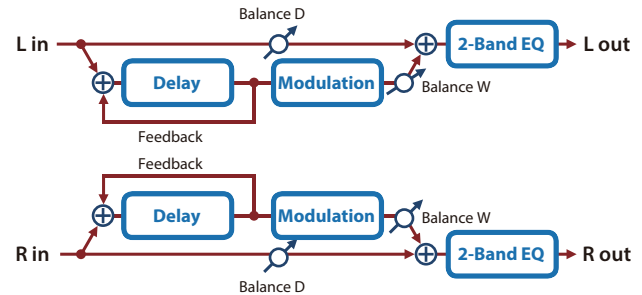 Balance D
L in
2-Band EQ
L out
Delay
Modulation
Balance W
Feedback
Feedback
Delay
Modulation
Balance W
R in
2-Band EQ
R out
Balance D